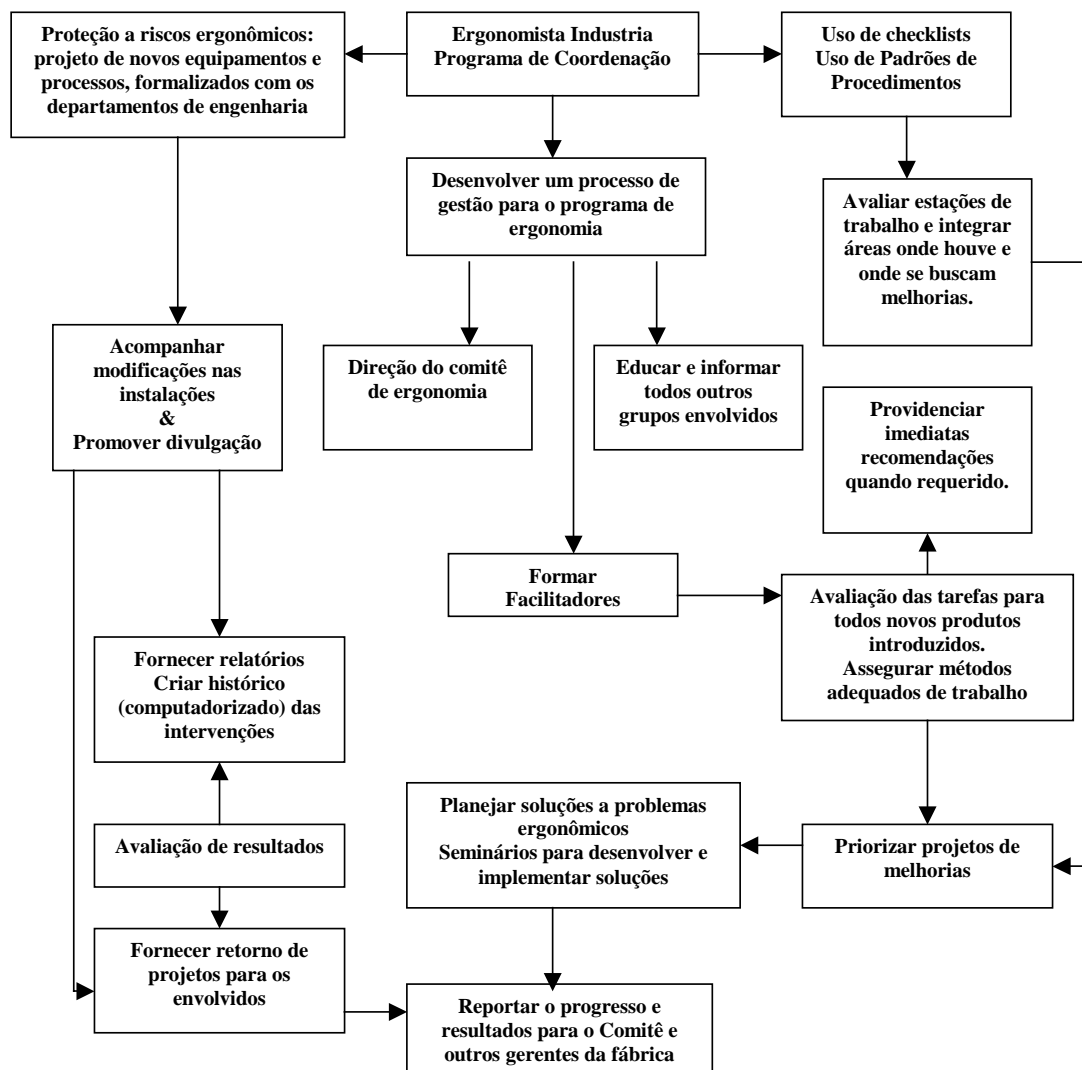 Proteção a riscos ergonômicos:
projeto de novos equipamentos e
processos, formalizados com os
departamentos de engenharia
Ergonomista Industria
Programa de Coordenação
Uso de checklists
Uso de Padrões de
Procedimentos
Desenvolver um processo de
gestão para o programa de
ergonomia
Avaliar estações de
trabalho e integrar
áreas onde houve e
onde se buscam
melhorias.
Acompanhar
modificações nas
instalações
&
Promover divulgação
Direção do comitê
de ergonomia
Educar e informar
todos outros
grupos envolvidos
Providenciar
imediatas
recomendações
quando requerido.
Formar
Facilitadores
Avaliação das tarefas para
todos novos produtos
introduzidos.
Assegurar métodos
adequados de trabalho
Fornecer relatórios
Criar histórico
(computadorizado) das
intervenções
Planejar soluções a problemas
ergonômicos
Seminários para desenvolver e
implementar soluções
Avaliação de resultados
Priorizar projetos de
melhorias
Fornecer retorno de
projetos para os
envolvidos
Reportar o progresso e
resultados para o Comitê e
outros gerentes da fábrica